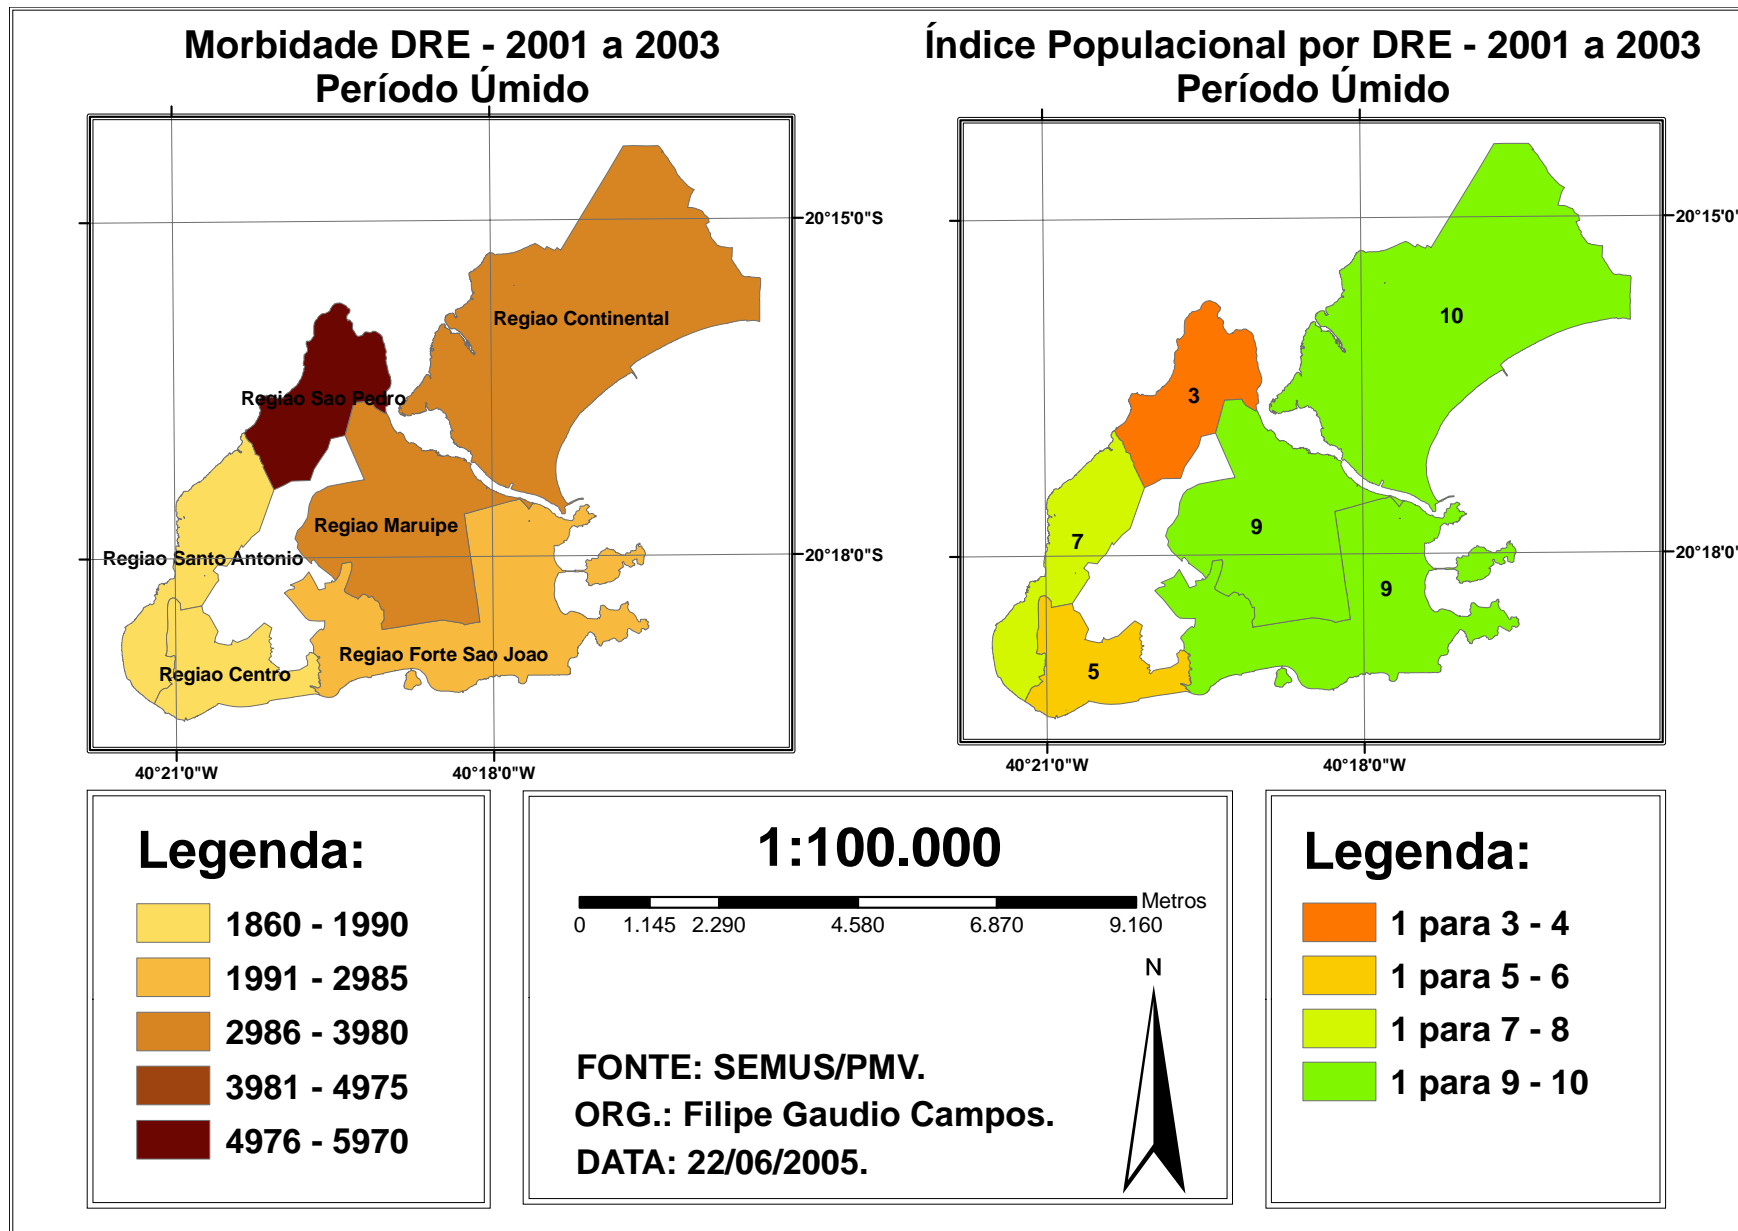 Morbidade DRE - 2001 a 2003
Período Úmido
Índice Populacional por DRE - 2001 a 2003
Período Úmido
20°15'0"S
Regiao Continental
Regiao Sao Pedro
Regiao Maruipe
Regiao Santo Antonio
20°18'0"S
Regiao Forte Sao Joao
Regiao Centro
40°21'0"W
40°18'0"W
20°15'0"
10
3
9
7
20°18'0"
9
5
40°21'0"W
40°18'0"W
Legenda:
1860 - 1990
1991 - 2985
2986 - 3980
3981 - 4975
4976 - 5970
1:100.000
Metros
0 1.145 2.290 4.580 6.870 9.160
N
FONTE: SEMUS/PMV.
ORG.: Filipe Gaudio Campos.
DATA: 22/06/2005.
Legenda:
1 para 3 - 4
1 para 5 - 6
1 para 7 - 8
1 para 9 - 10